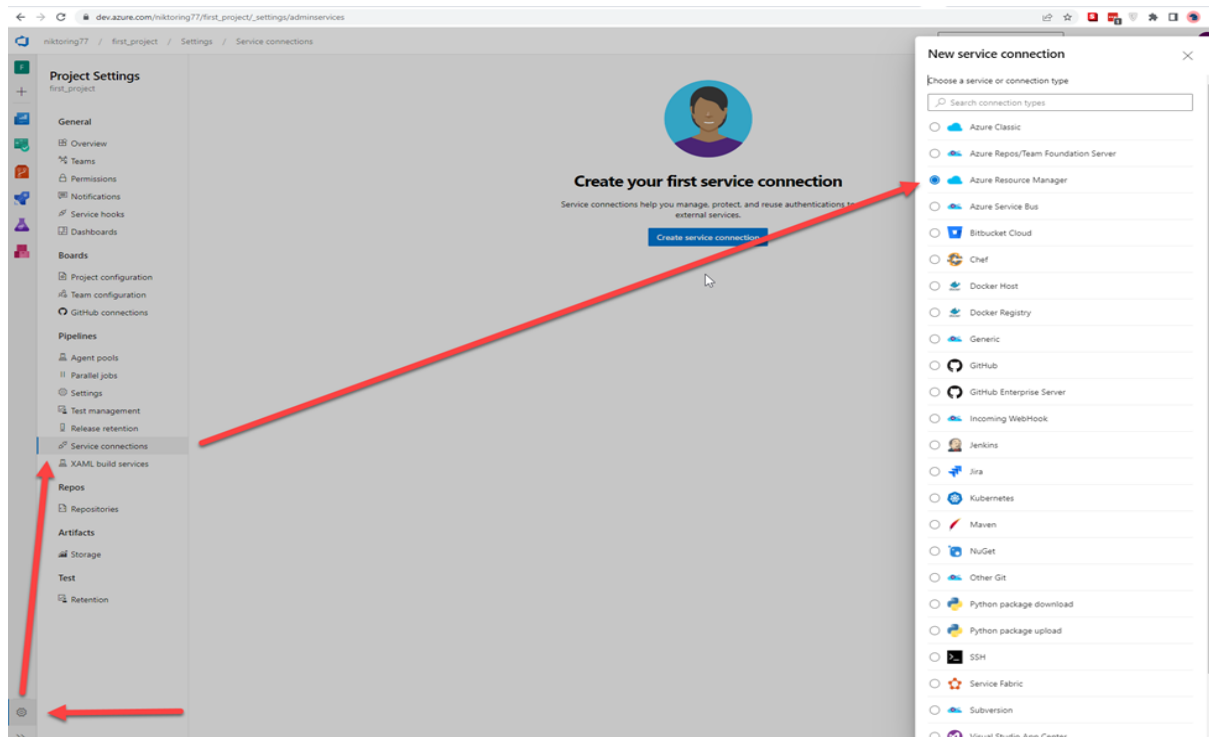 dev.azure.com/niktoring77/first_project/_settings/adminservices
niktoring77 / first_project / Settings / Service connections
F
Project Settings
first_project
General
Overview
Teams
Permissions
Notifications
Service hooks
Dashboards
Boards
Project configuration
Team configuration
GitHub connections
Pipelines
Agent pools
Parallel jobs
Settings
Test management
Release retention
Service connections
XAML build services
Repos
Repositories
Artifacts
Storage
Test
Retention
Create your first service connection
Service connections help you manage, protect, and reuse authentications to
external services.
Create service connection
New service connection
Choose a service or connection type
Search connection types
Azure Classic
Azure Repos/Team Foundation Server
Azure Resource Manager
Azure Service Bus
Bitbucket Cloud
Chef
Docker Host
Docker Registry
Generic
GitHub
GitHub Enterprise Server
Incoming WebHook
Jenkins
Jira
Kubernetes
Maven
NuGet
Other Git
Python package download
Python package upload
SSH
Service Fabric
Subversion
Visual Studio App Center